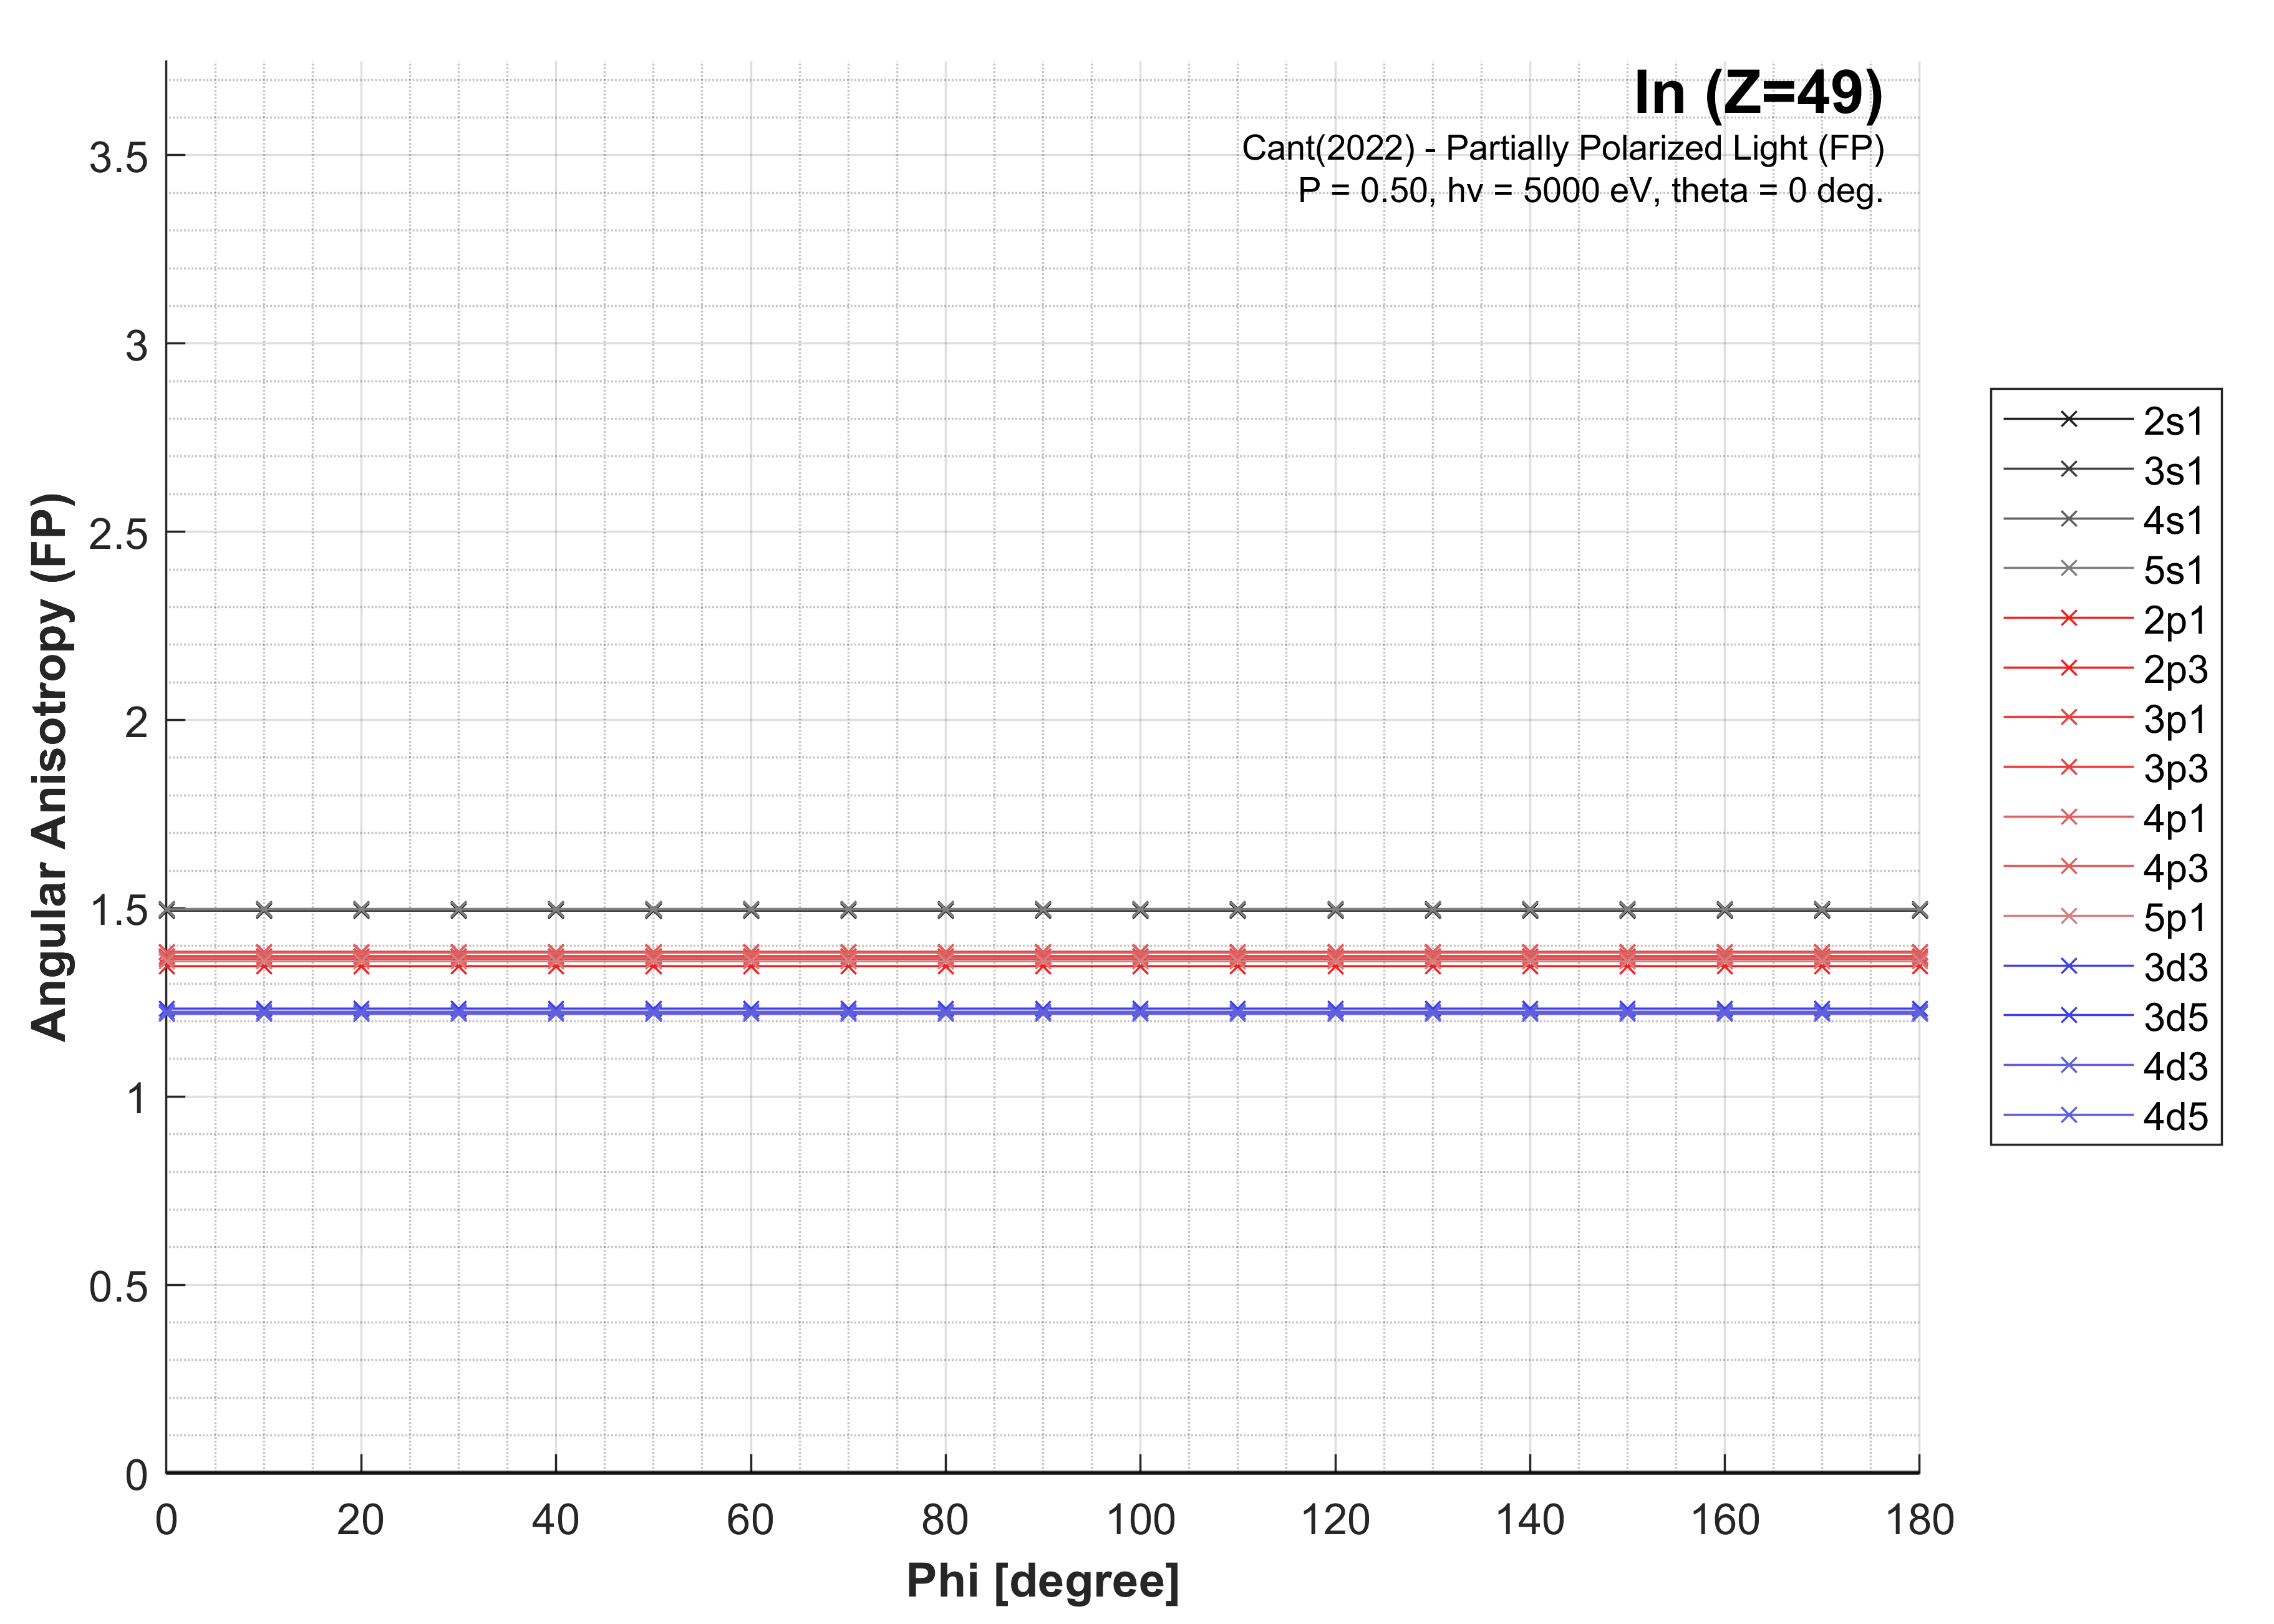 In (Z=49)
Cant(2022) - Partially Polarized Light (FP)
P = 0.50, hv = 5000 eV, theta = 0 deg.
Angular Anisotropy (FP)
3.5
3
2.5
2
1.5
1
0.5
0
0 20 40 60 80 100 120 140 160 180
Phi [degree]
2s1
3s1
4s1
5s1
2p1
2p3
3p1
3p3
4p1
4p3
5p1
3d3
3d5
4d3
4d5